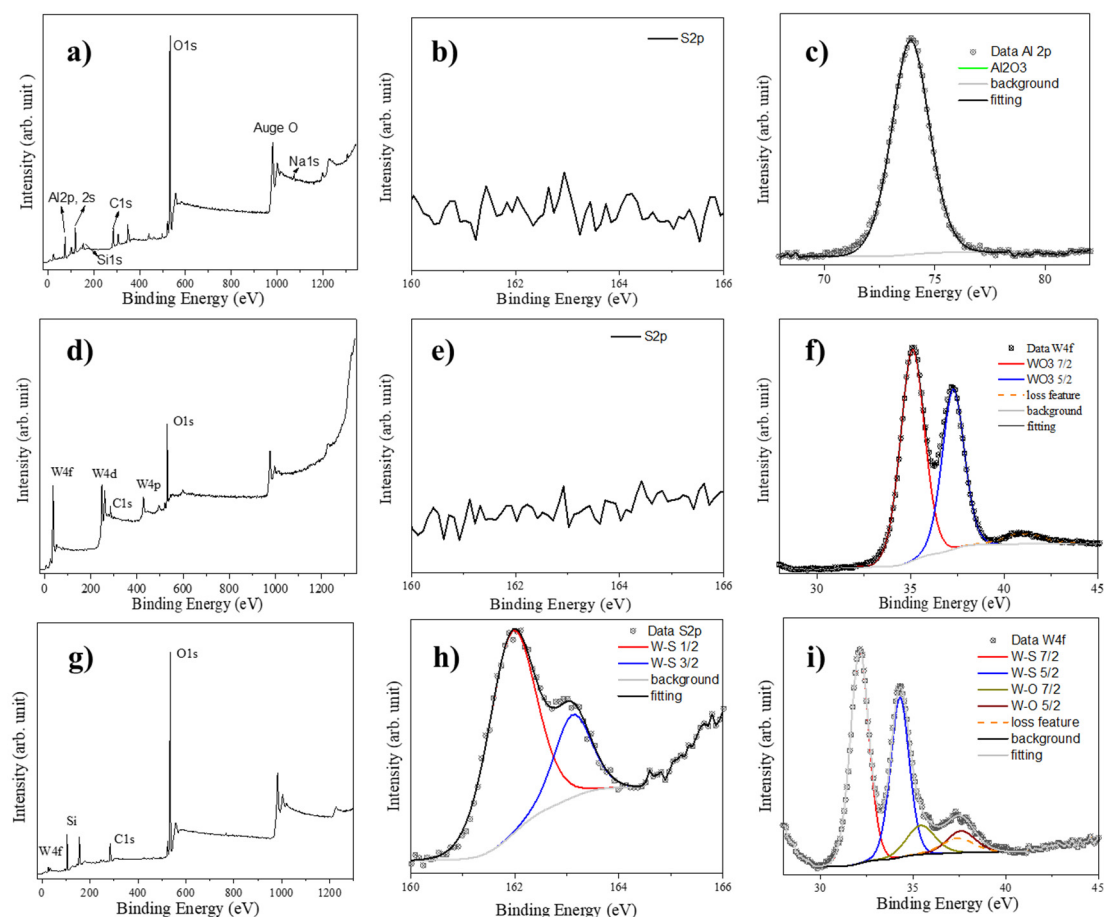 a)
O1s
Auge O
Na1s
Al2p, 2s
C1s
Si1s
Intensity (arb. unit )
0 200 400 600 800 1000 1200
Binding Energy (eV)
b)
S2p
Intensity (arb. unit)
160 162 164 166
Binding Energy (eV)
c)
Data Al 2p
Al2O3
background
fitting
Intensity (arb. unit)
70 75 80
Binding Energy (eV)
d)
O1s
W4f
W4d
W4p
C1s
Intensity (arb. unit)
0 200 400 600 800 1000 1200
Binding Energy (eV)
e)
S2p
Intensity (arb. unit)
160 162 164 166
Binding Energy (eV)
f)
Data W4f
WO3 7/2
WO3 5/2
loss feature
background
fitting
Intensity (arb. unit)
30 35 40 45
Binding Energy (eV)
g)
O1s
Si
C1s
W4f
Intensity (arb. unit)
0 200 400 600 800 1000 1200
Binding Energy (eV)
h)
Data S2p
W-S 1/2
W-S 3/2
background
fitting
Intensity (arb. unit)
160 162 164 166
Binding Energy (eV)
i)
Data W4f
W-S 7/2
W-S 5/2
W-O 7/2
W-O 5/2
loss feature
background
fitting
Intensity (arb. unit)
30 35 40 45
Binding Energy (eV)